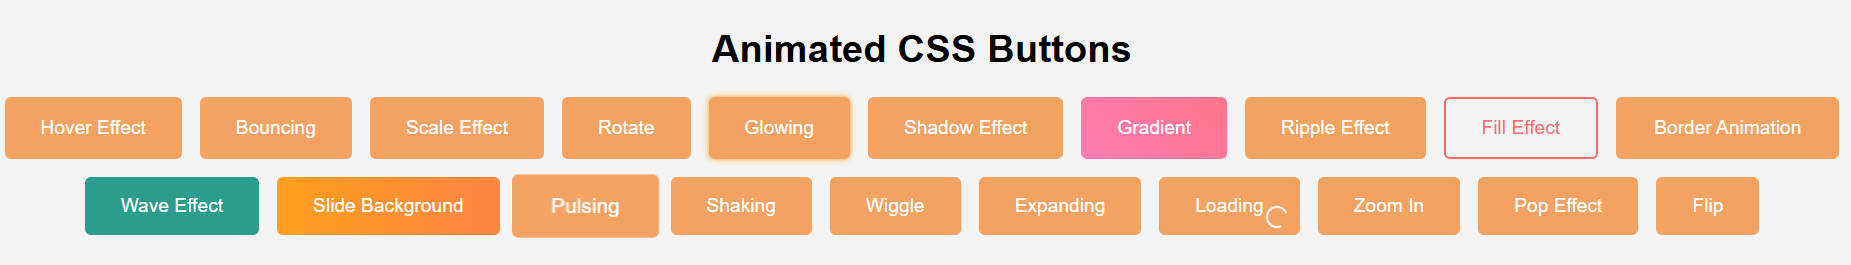 Animated CSS Buttons
Hover Effect Bouncing Scale Effect Rotate Glowing Shadow Effect Gradient Ripple Effect Fill Effect Border Animation
Wave Effect Slide Background Pulsing Shaking Wiggle Expanding Loading Zoom In Pop Effect Flip